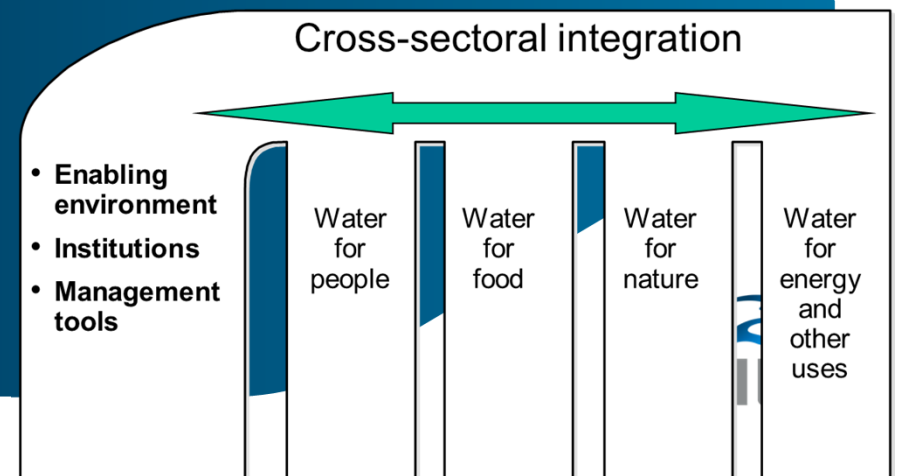 Cross-sectoral integration
• Enabling
environment
• Institutions
• Management
tools
Water
for
people
Water
for
food
Water
for
nature
Water
for
energy
and
other
uses